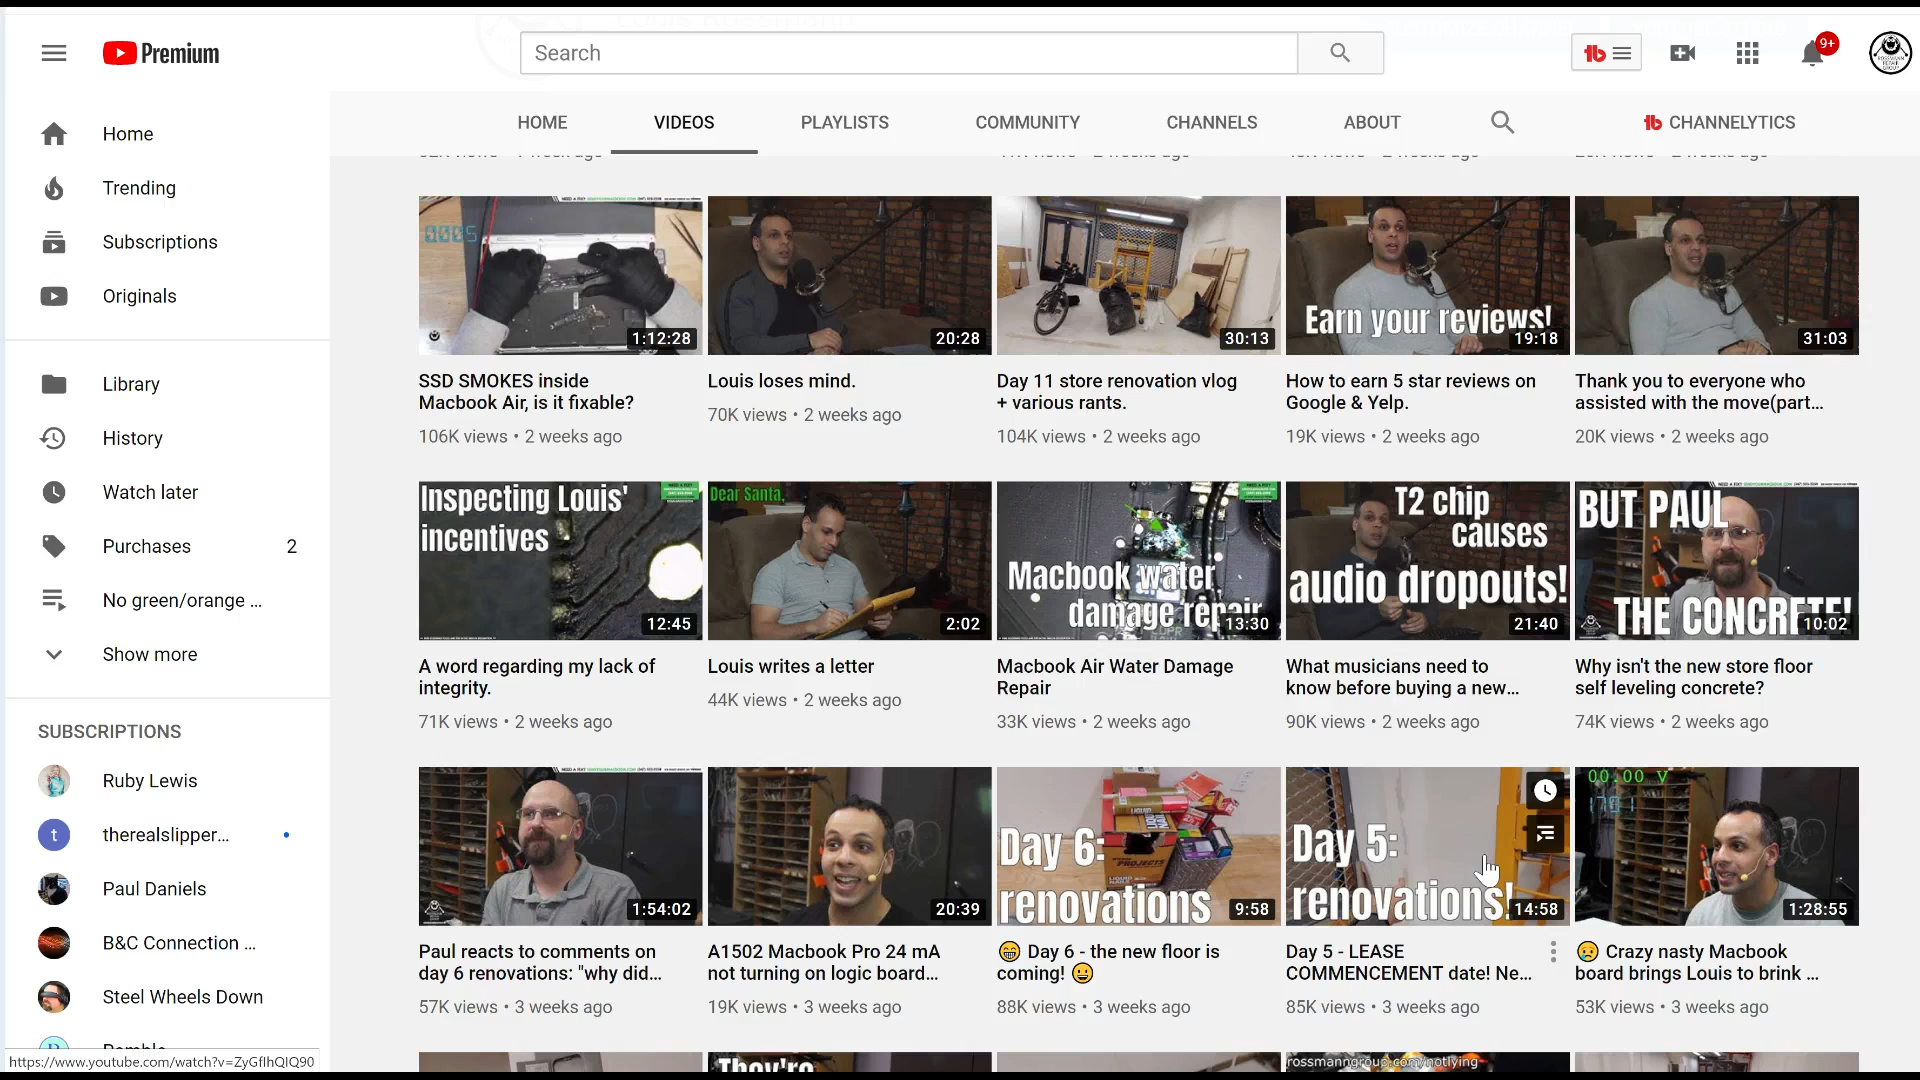 Premium
Search
9+
Home
Trending
Subscriptions
Originals
Library
History
Watch later
Purchases
2
No green/orange ...
Show more
SUBSCRIPTIONS
Ruby Lewis
t
therealslipper...
Paul Daniels
B&C Connection ...
Steel Wheels Down
https://www.youtube.com/watch?v=ZyGfIhQIQ90
HOME
VIDEOS
PLAYLISTS
COMMUNITY
CHANNELS
ABOUT
CHANNELYTICS
1:12:28
20:28
30:13
Earn your reviews!
19:18
31:03
SSD SMOKES inside
Macbook Air, is it fixable?
106K views • 2 weeks ago
Louis loses mind.
70K views • 2 weeks ago
Day 11 store renovation vlog
+ various rants.
104K views • 2 weeks ago
How to earn 5 star reviews on
Google & Yelp.
19K views • 2 weeks ago
Thank you to everyone who
assisted with the move(part...
20K views • 2 weeks ago
Inspecting Louis'
incentives
12:45
Dear Santa,
2:02
Macbook water
damage repair
13:30
T2 chip
causes
audio dropouts!
21:40
BUT PAUL
THE CONCRETE!
10:02
A word regarding my lack of
integrity.
71K views • 2 weeks ago
Louis writes a letter
44K views • 2 weeks ago
Macbook Air Water Damage
Repair
33K views • 2 weeks ago
What musicians need to
know before buying a new...
90K views • 2 weeks ago
Why isn't the new store floor
self leveling concrete?
74K views • 2 weeks ago
1:54:02
20:39
Day 6:
renovations
9:58
Day 5:
renovations!
14:58
00:00 V
1:28:55
Paul reacts to comments on
day 6 renovations: "why did...
57K views • 3 weeks ago
A1502 Macbook Pro 24 mA
not turning on logic board...
19K views • 3 weeks ago
😁 Day 6 - the new floor is
coming! 😀
88K views • 3 weeks ago
Day 5 - LEASE
COMMENCEMENT date! Ne...
85K views • 3 weeks ago
😥 Crazy nasty Macbook
board brings Louis to brink ...
53K views • 3 weeks ago
They're
rossmanngroup.com/notlying